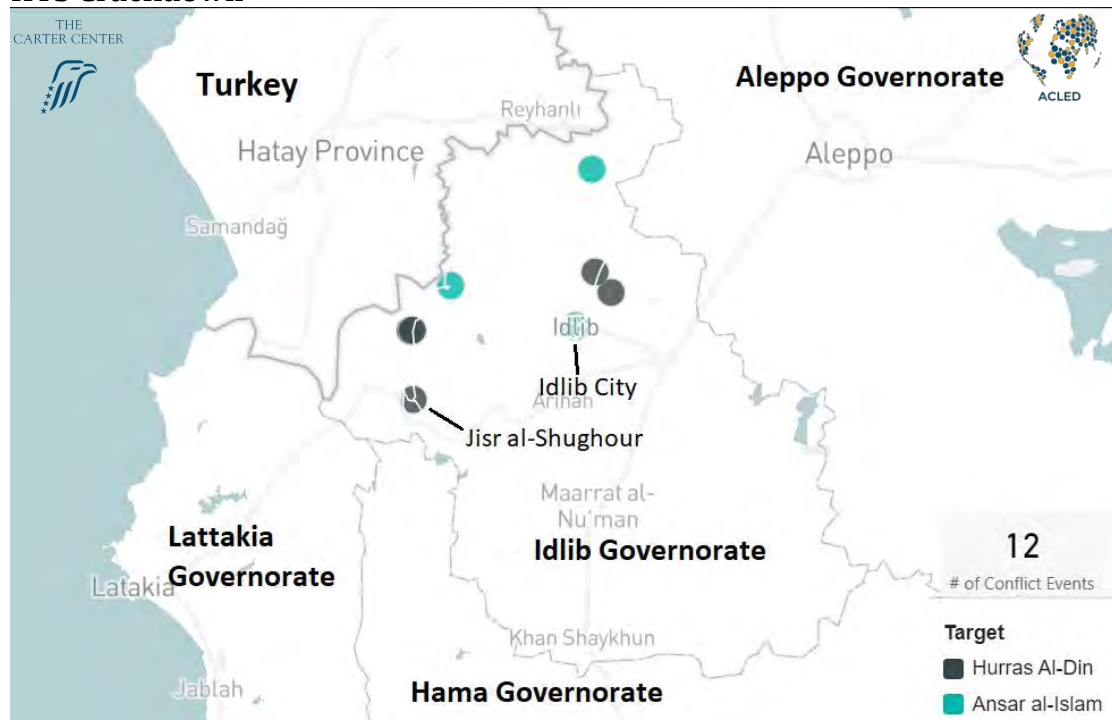 THE
CARTER CENTER
Turkey
Aleppo Governorate
ACLED
Reyhanlı
Hatay Province
Aleppo
Samandağ
Idlib
Idlib City
Arihah
Jisr al-Shughour
Maarrat al-
Nu'man
Lattakia
Governorate
Idlib Governorate
Latakia
12
# of Conflict Events
Khan Shaykhun
Target
Hurras Al-Din
Jablah
Hama Governorate
Ansar al-Islam